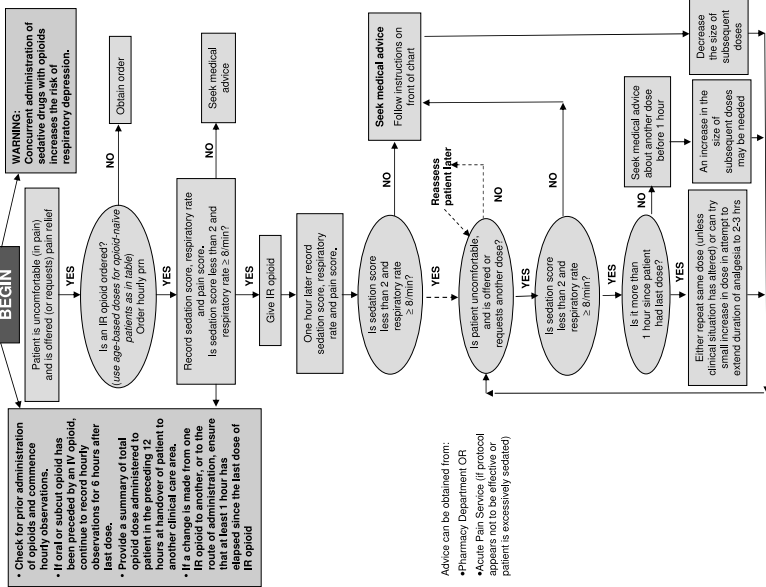 BEGIN
WARNING:
Concurrent administration of
sedative drugs with opioids
increases the risk of
respiratory depression.
Patient is uncomfortable (in pain)
and is offered (or requests) pain relief
• Check for prior administration
of opioids and commence
hourly observations.
• If oral or subcut opioid has
been preceded by an IV opioid,
continue to record hourly
observations for 6 hours after
last dose.
• Provide a summary of total
opioid dose administered to
patient in the preceding 12
hours at handover of patient to
another clinical care area.
• If a change is made from one
IR opioid to another, or to the
route of administration, ensure
that at least 1 hour has
elapsed since the last dose of
IR opioid
YES
Is an IR opioid ordered?
(use age-based doses for opioid-naive
patients as in table)
Order hourly prn
NO
Obtain order
YES
Record sedation score, respiratory rate
and pain score.
Is sedation score less than 2 and
respiratory rate ≥ 8/min?
NO
Seek medical
advice
YES
Give IR opioid
One hour later record
sedation score, respiratory
rate and pain score.
Is sedation score
less than 2 and
respiratory rate
≥ 8/min?
NO
Seek medical advice
Follow instructions on
front of chart
YES
Reassess
patient later
Is patient uncomfortable,
and is offered or
requests another dose?
NO
YES
Is sedation score
less than 2 and
respiratory rate
≥ 8/min?
NO
YES
Is it more than
1 hour since patient
had last dose?
NO
Seek medical advice
about another dose
before 1 hour
YES
Either repeat same dose (unless
clinical situation has altered) or can try
small increase in dose in attempt to
extend duration of analgesia to 2-3 hrs
An increase in the
size of
subsequent doses
may be needed
Decrease
the size of
subsequent
doses
Advice can be obtained from:
•Pharmacy Department OR
•Acute Pain Service (if protocol
appears not to be effective or
patient is excessively sedated)